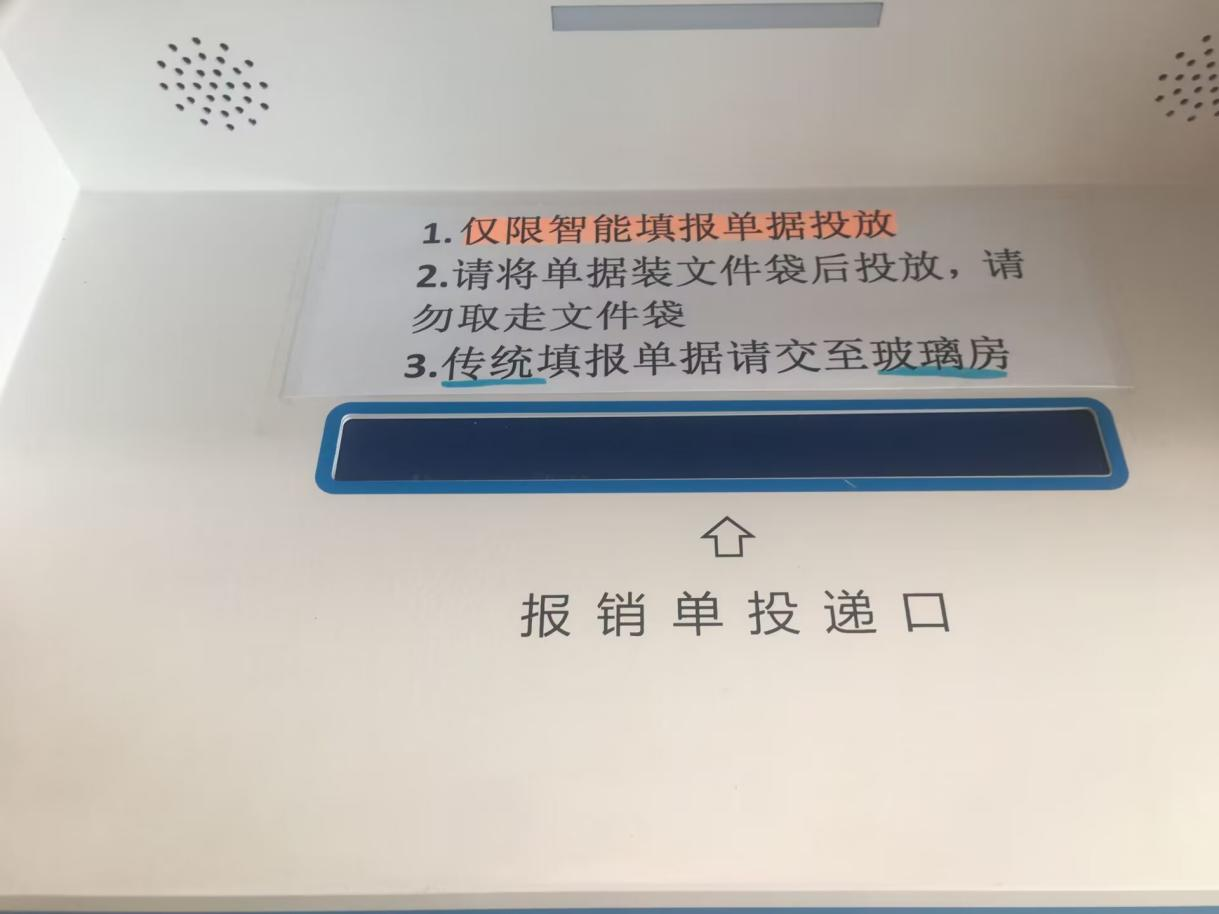 1.仅限智能填报单据投放
2.请将单据装文件袋后投放，请
勿取走文件袋
3.传统填报单据请交至玻璃房
报销单投递口